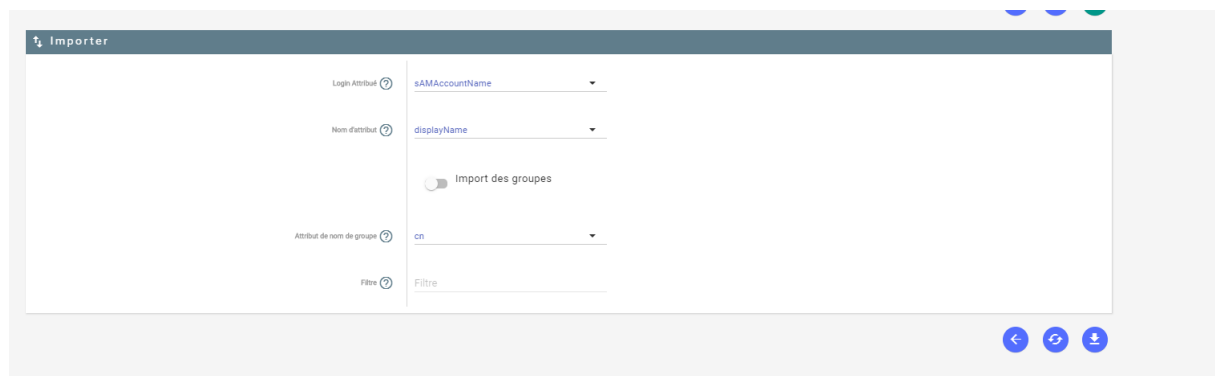 Importer
Login Attribué ? sAMAccountName
Nom d'attribut ? displayName
Import des groupes
Attribut de nom de groupe ? cn
Filtre ? Filtre